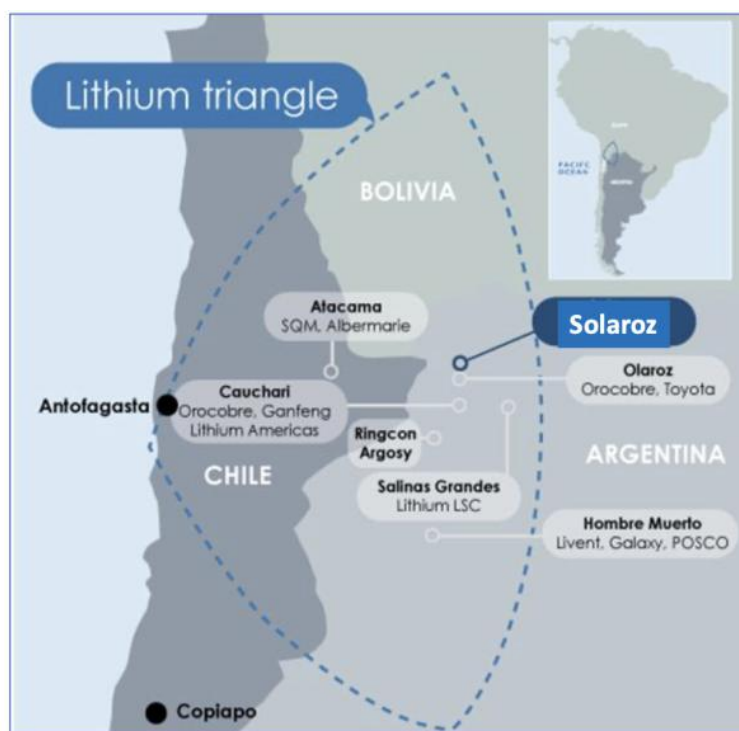 Lithium triangle
BOLIVIA
PACIFIC
OCEAN
Atacama
SQM, Albermarie
Solaroz
Olaroz
Orocobre, Toyota
Antofagasta
Cauchari
Orocobre, Ganfeng
Lithium Americas
Ringcon
Argosy
CHILE
ARGENTINA
Salinas Grandes
Lithium LSC
Hombre Muerto
Livent, Galaxy, POSCO
Copiapo